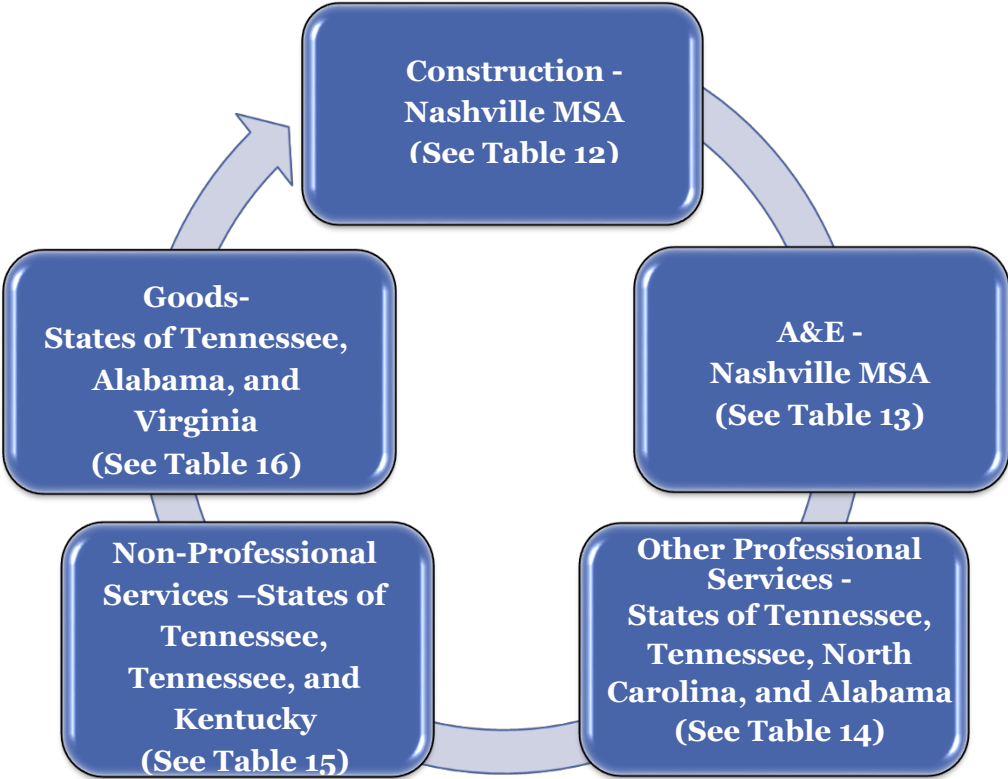 Construction -
Nashville MSA
(See Table 12)
A&E -
Nashville MSA
(See Table 13)
Other Professional
Services -
States of Tennessee,
Tennessee, North
Carolina, and Alabama
(See Table 14)
Non-Professional
Services –States of
Tennessee,
Tennessee, and
Kentucky
(See Table 15)
Goods-
States of Tennessee,
Alabama, and
Virginia
(See Table 16)